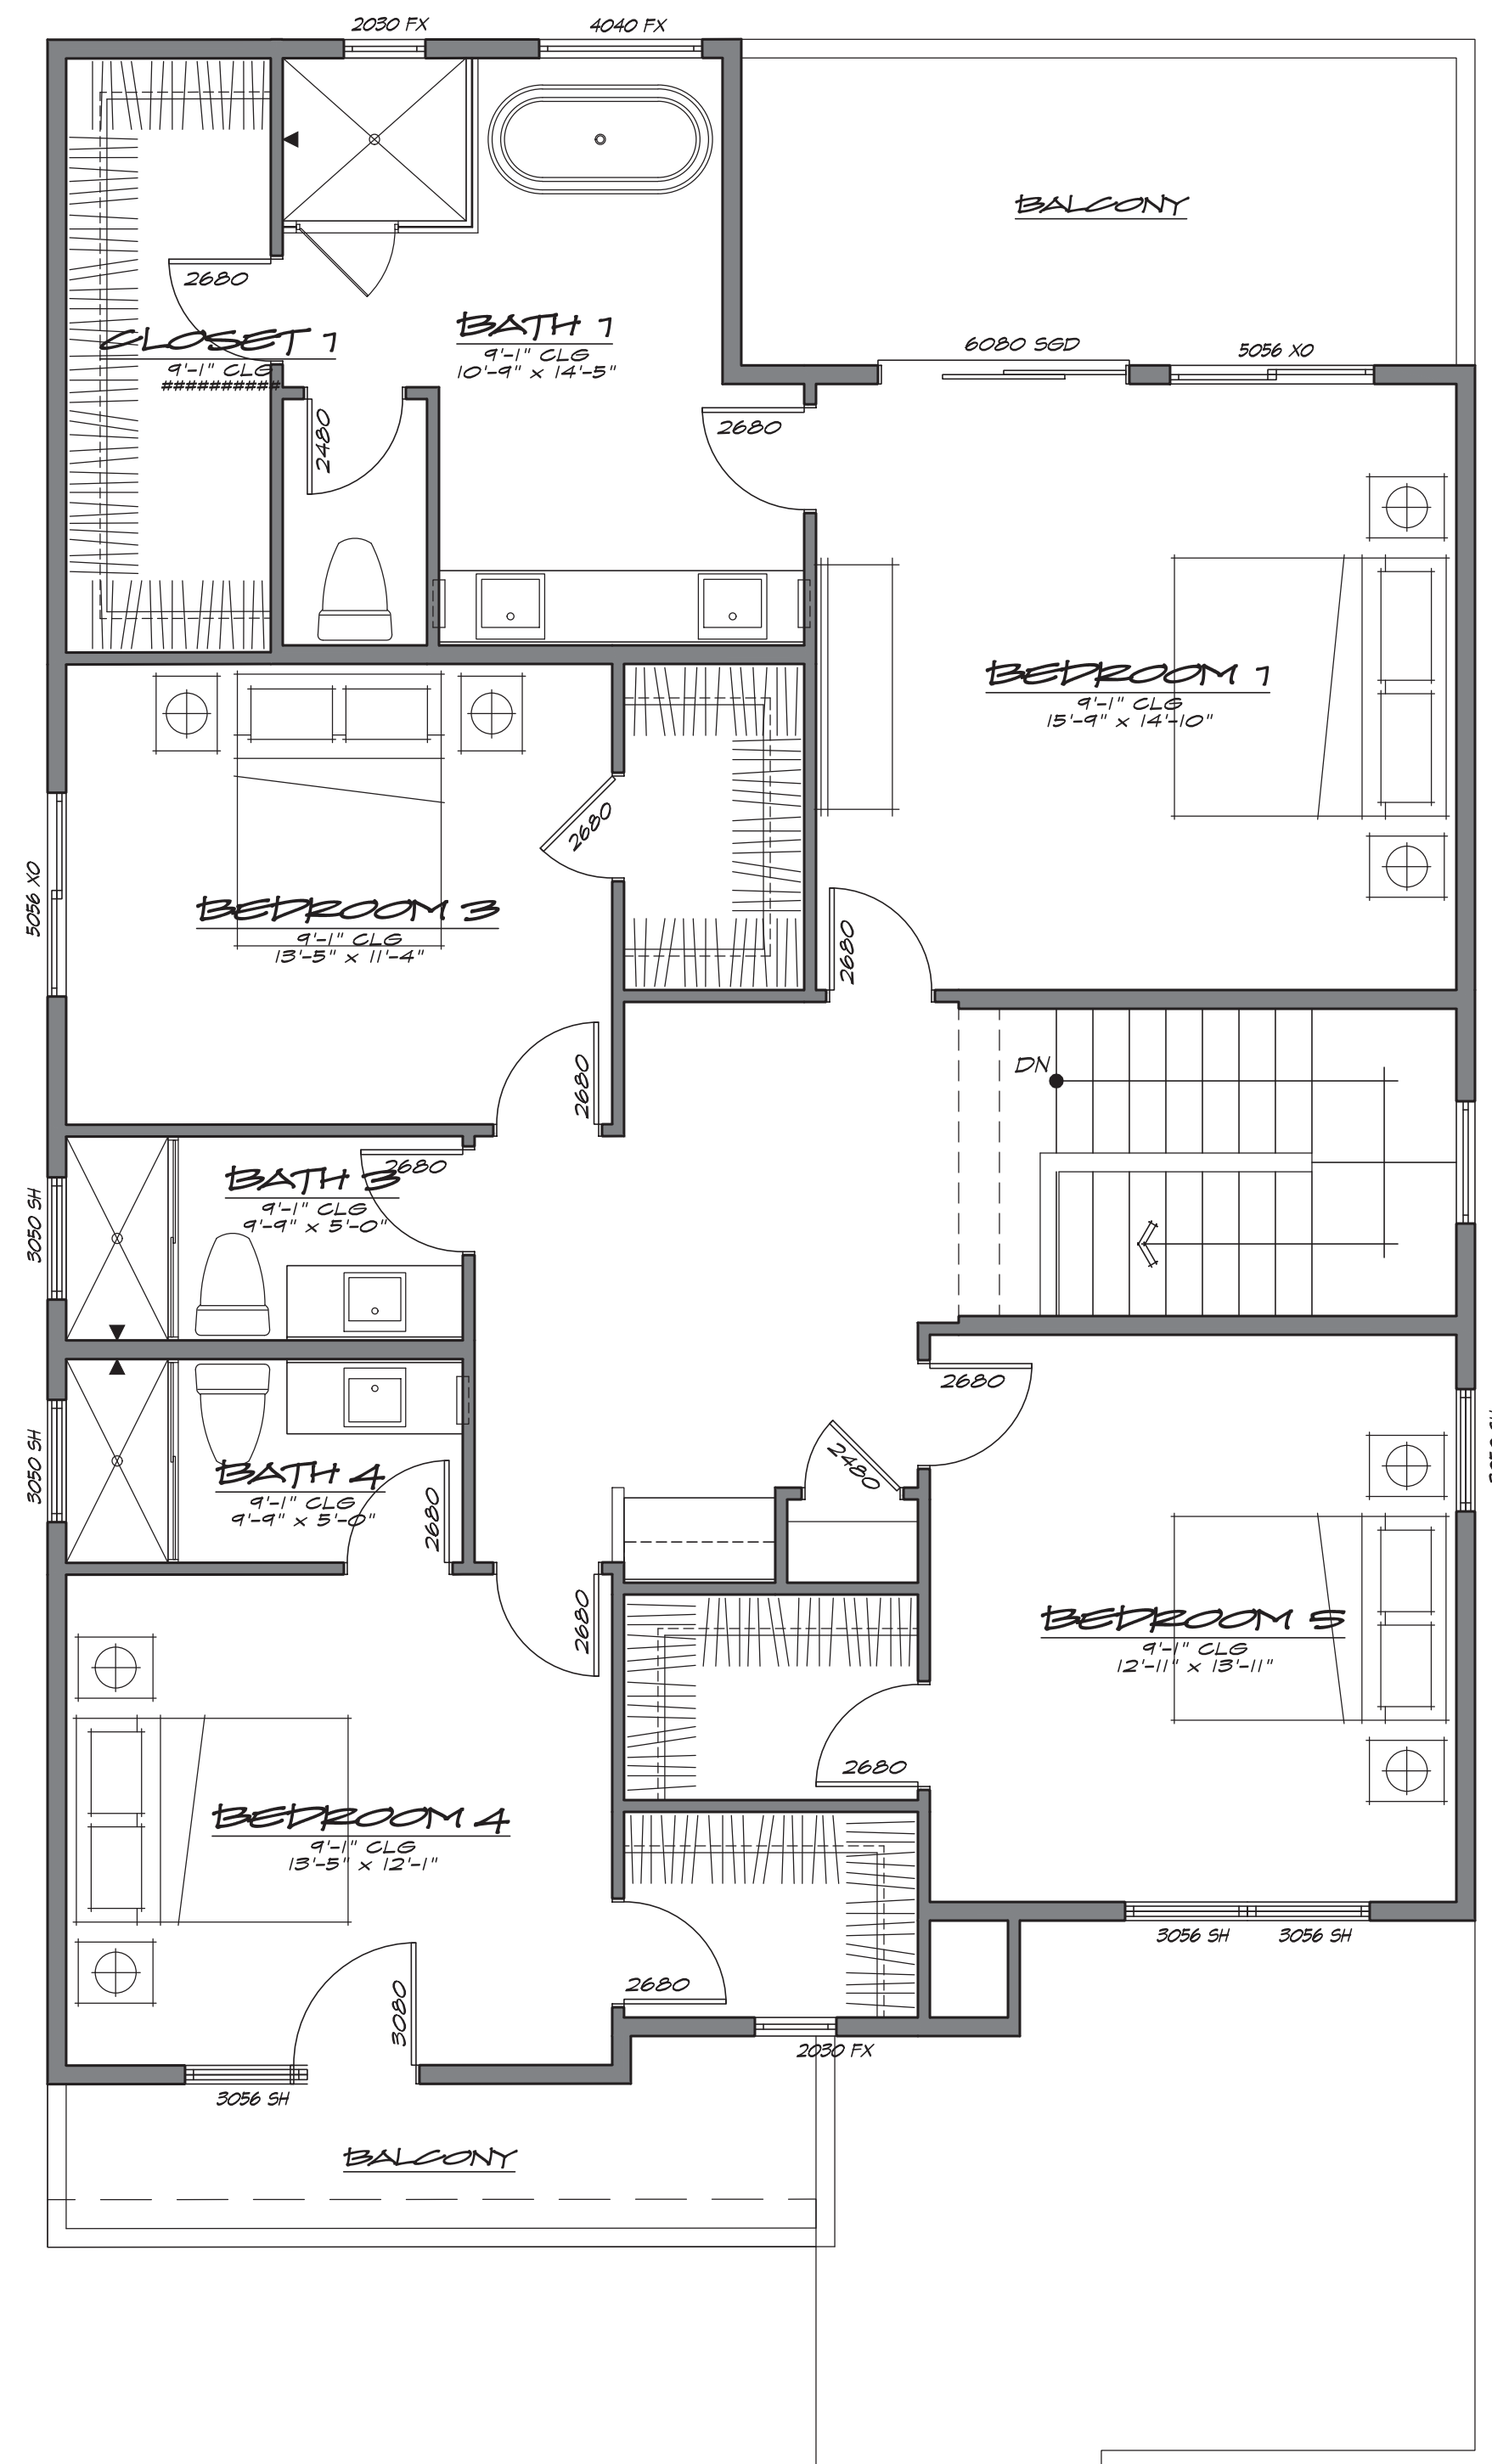 2030 FX
4040 FX
BALCONY
2680
CLOSET 1
9'-1" CLG
##########
BATH 1
9'-1" CLG
10'-9" x 14'-5"
6080 SGD
5056 XO
2480
2680
BEDROOM 1
9'-1" CLG
15'-9" x 14'-10"
2680
5056 XO
BEDROOM 3
9'-1" CLG
13'-5" x 11'-4"
2680
2680
DN
2680
BATH 3
9'-1" CLG
9'-9" x 5'-0"
3050 SH
2680
2480
3050 SH
BATH 4
9'-1" CLG
9'-9" x 5'-0"
2680
2680
BEDROOM 5
9'-1" CLG
12'-11" x 13'-11"
2680
BEDROOM 4
9'-1" CLG
13'-5" x 12'-1"
3056 SH
3056 SH
2680
3080
2030 FX
3056 SH
BALCONY